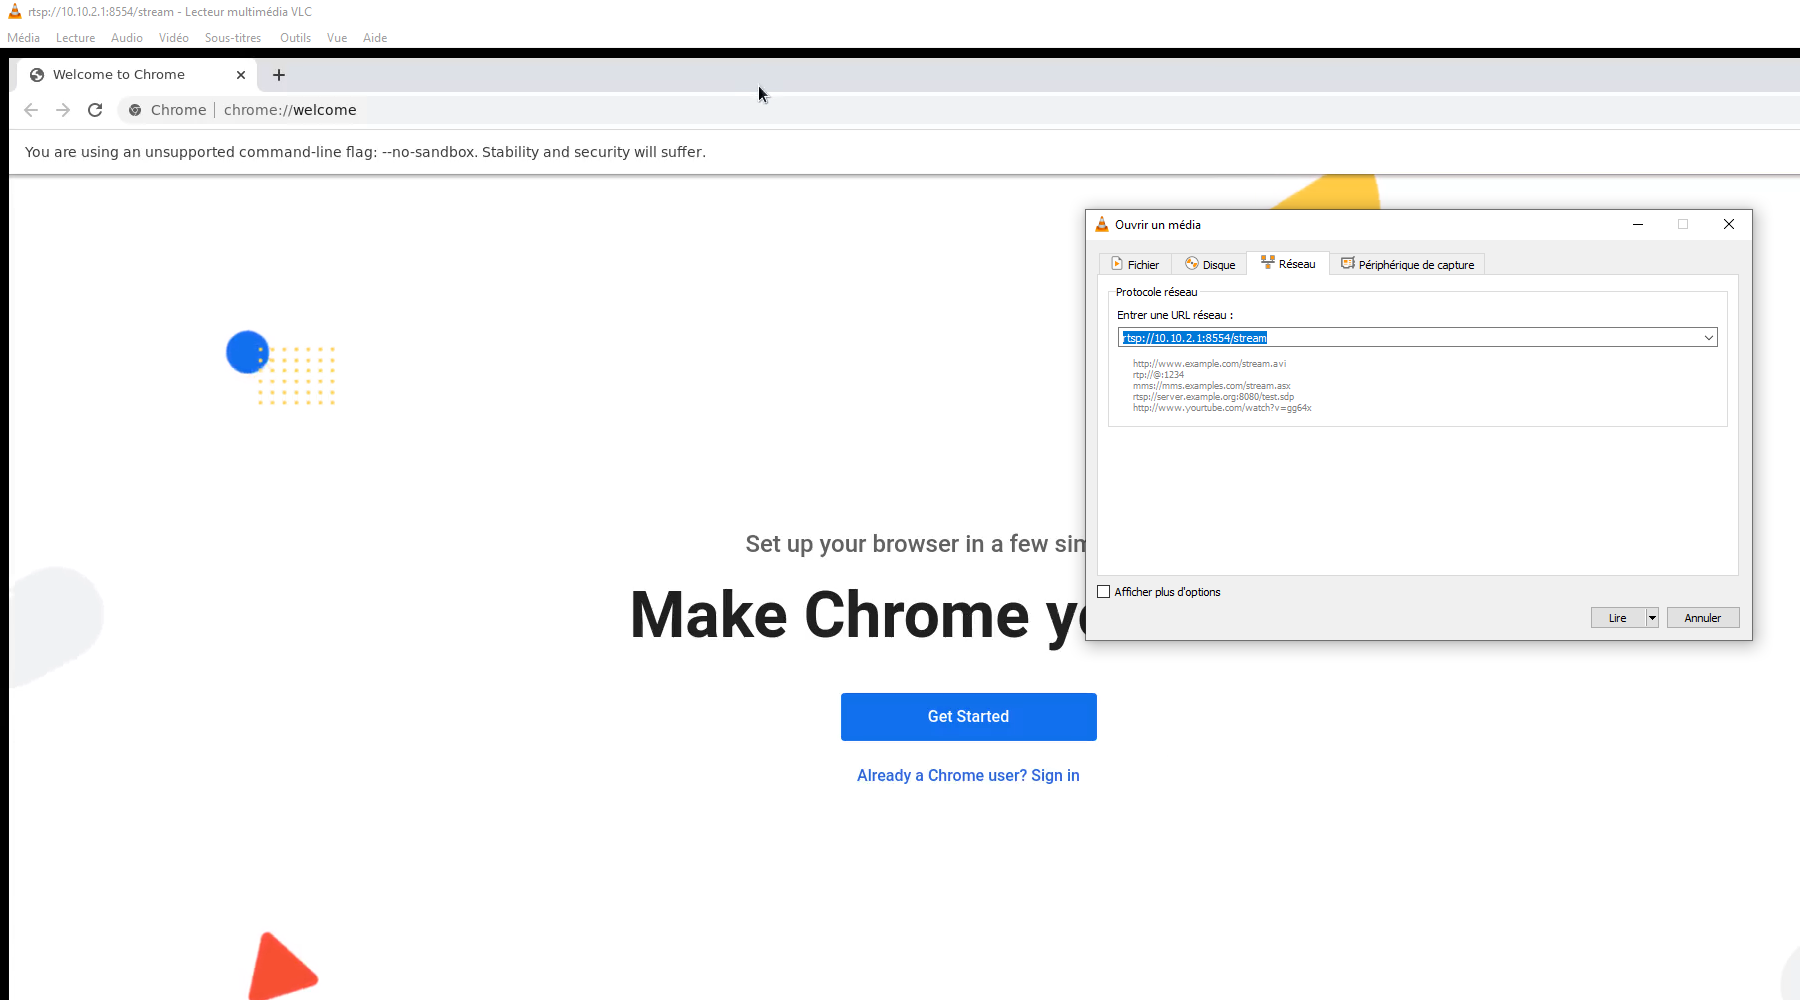 rtsp://10.10.2.1:8554/stream - Lecteur multimédia VLC
Média Lecture Audio Vidéo Sous-titres Outils Vue Aide
Welcome to Chrome
Chrome | chrome://welcome
You are using an unsupported command-line flag: --no-sandbox. Stability and security will suffer.
Ouvrir un média
Fichier Disque Réseau Périphérique de capture
Protocole réseau
Entrer une URL réseau :
rtsp://10.10.2.1:8554/stream
http://www.example.com/stream.avi
rtp://@:1234
mms://mms.examples.com/stream.asx
rtsp://server.example.org:8080/test.sdp
http://www.youtube.com/watch?v=gg64x
Afficher plus d'options
Lire Annuler
Set up your browser in a few sim
Make Chrome yo
Get Started
Already a Chrome user? Sign in